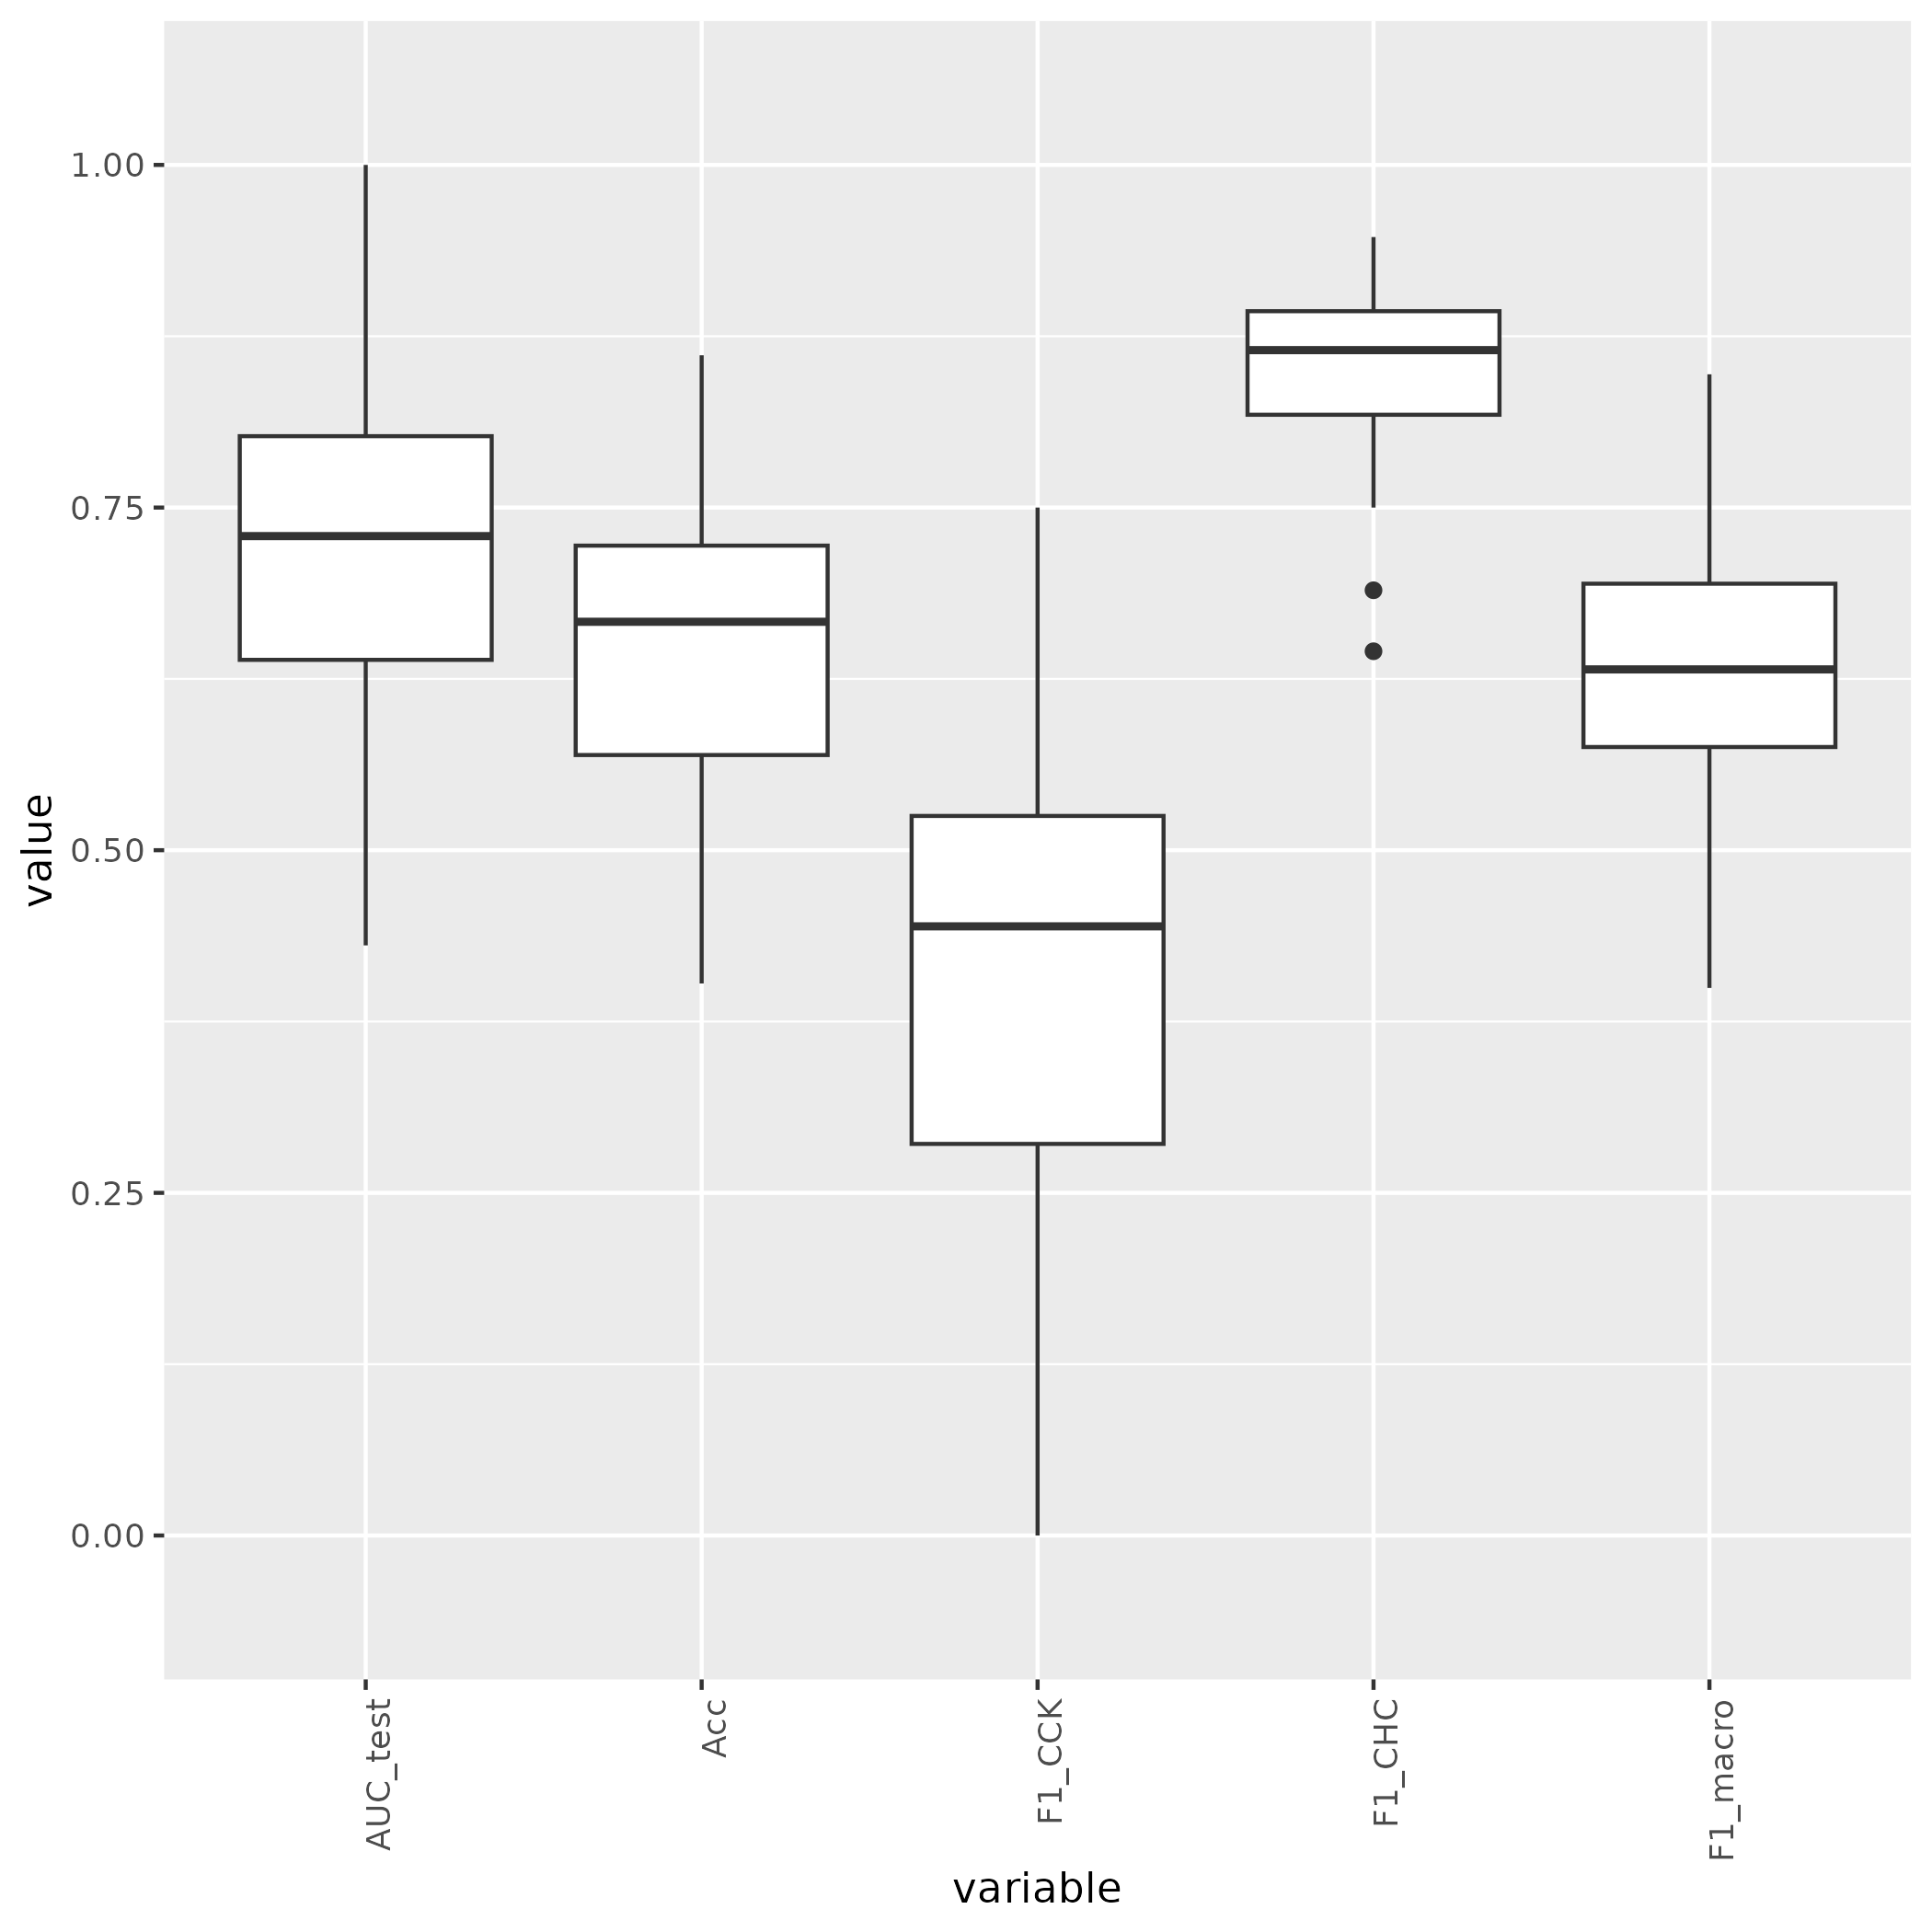 value
1.00
0.75
0.50
0.25
0.00
AUC_test
Acc
F1_CCK
F1_CHC
F1_macro
variable